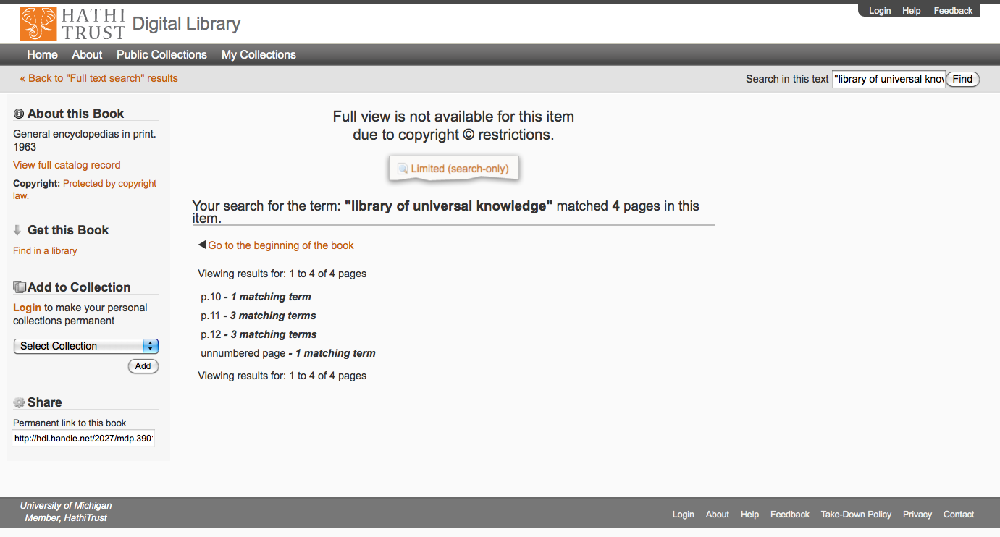 HATHI
TRUST
Digital Library
Login Help Feedback
Home About Public Collections My Collections
« Back to "Full text search" results
Search in this text "library of universal know Find
About this Book
General encyclopedias in print.
1963
View full catalog record
Copyright: Protected by copyright
law.
Get this Book
Find in a library
Add to Collection
Login to make your personal
collections permanent
Select Collection
Add
Share
Permanent link to this book
http://hdl.handle.net/2027/mdp.390
Full view is not available for this item
due to copyright © restrictions.
Limited (search-only)
Your search for the term: "library of universal knowledge" matched 4 pages in this
item.
Go to the beginning of the book
Viewing results for: 1 to 4 of 4 pages
p.10 - 1 matching term
p.11 - 3 matching terms
p.12 - 3 matching terms
unnumbered page - 1 matching term
Viewing results for: 1 to 4 of 4 pages
University of Michigan
Member, HathiTrust
Login About Help Feedback Take-Down Policy Privacy Contact